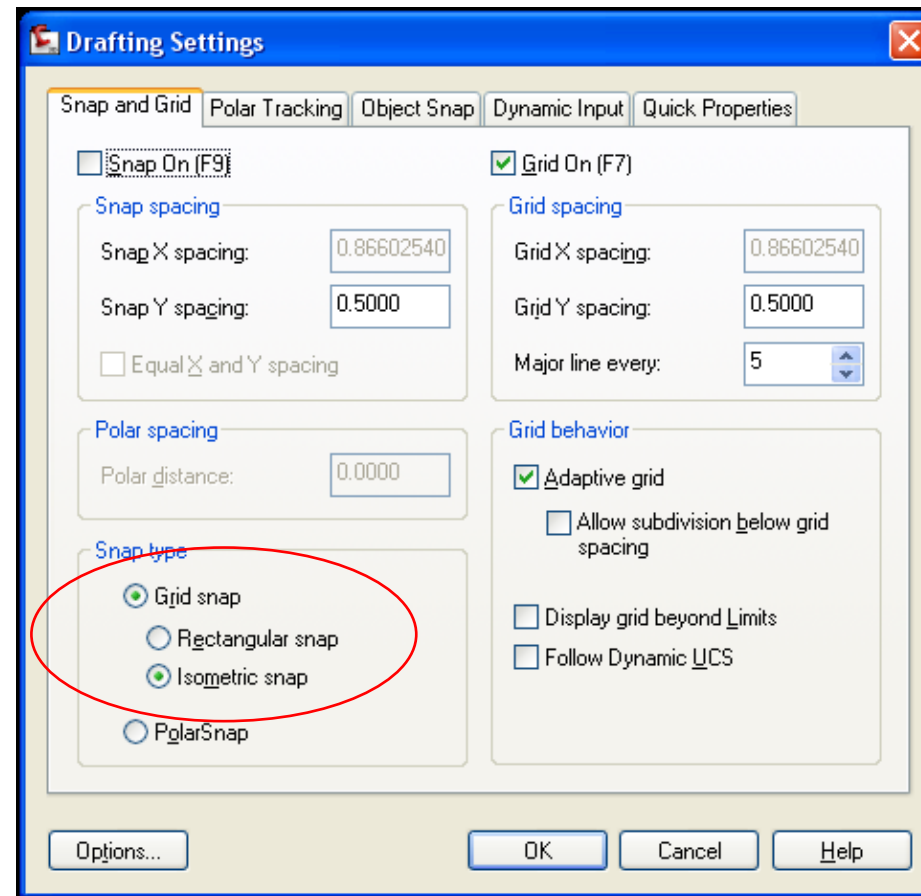 Drafting Settings
Snap and Grid
Polar Tracking
Object Snap
Dynamic Input
Quick Properties
Snap On (F9)
Snap spacing
Snap X spacing: 0.86602540
Snap Y spacing: 0.5000
Equal X and Y spacing
Polar spacing
Polar distance: 0.0000
Snap type
Grid snap
Rectangular snap
Isometric snap
PolarSnap
Grid On (F7)
Grid spacing
Grid X spacing: 0.86602540
Grid Y spacing: 0.5000
Major line every: 5
Grid behavior
Adaptive grid
Allow subdivision below grid
spacing
Display grid beyond Limits
Follow Dynamic UCS
Options...
OK
Cancel
Help